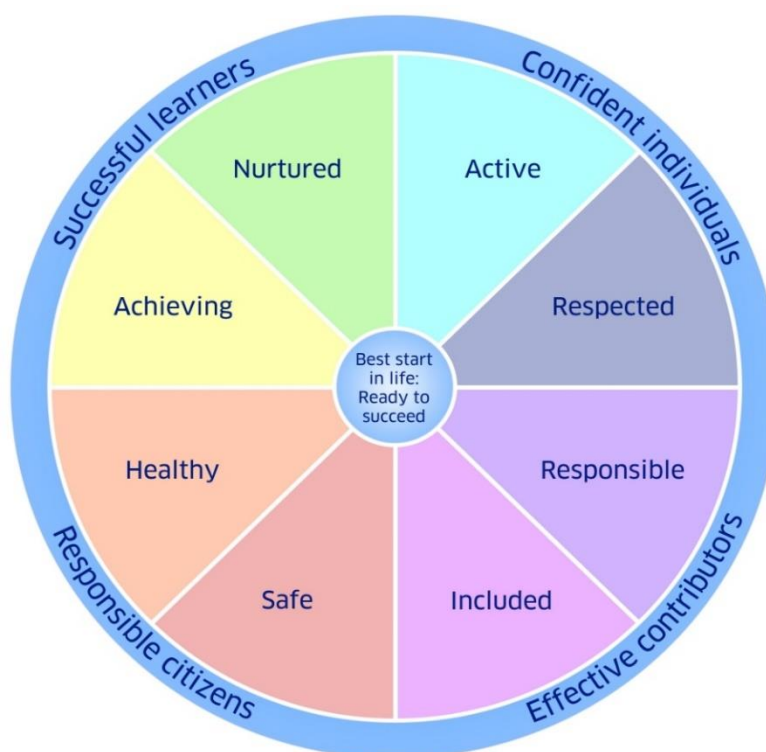 Successful learners
Confident individuals
Nurtured
Active
Achieving
Respected
Best start
in life:
Ready to
succeed
Healthy
Responsible
Safe
Included
Responsible citizens
Effective contributors